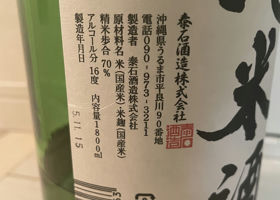 米酒
泰石酒造株式会社
沖縄県うるま市平良川90番地
電話090-973-3211
製造者 泰石酒造株式会社
原材料名 米(国産米)・米麹(国産米)
精米歩合 70%
アルコール分 16度 内容量1800ml
製造年月日
5.11.15